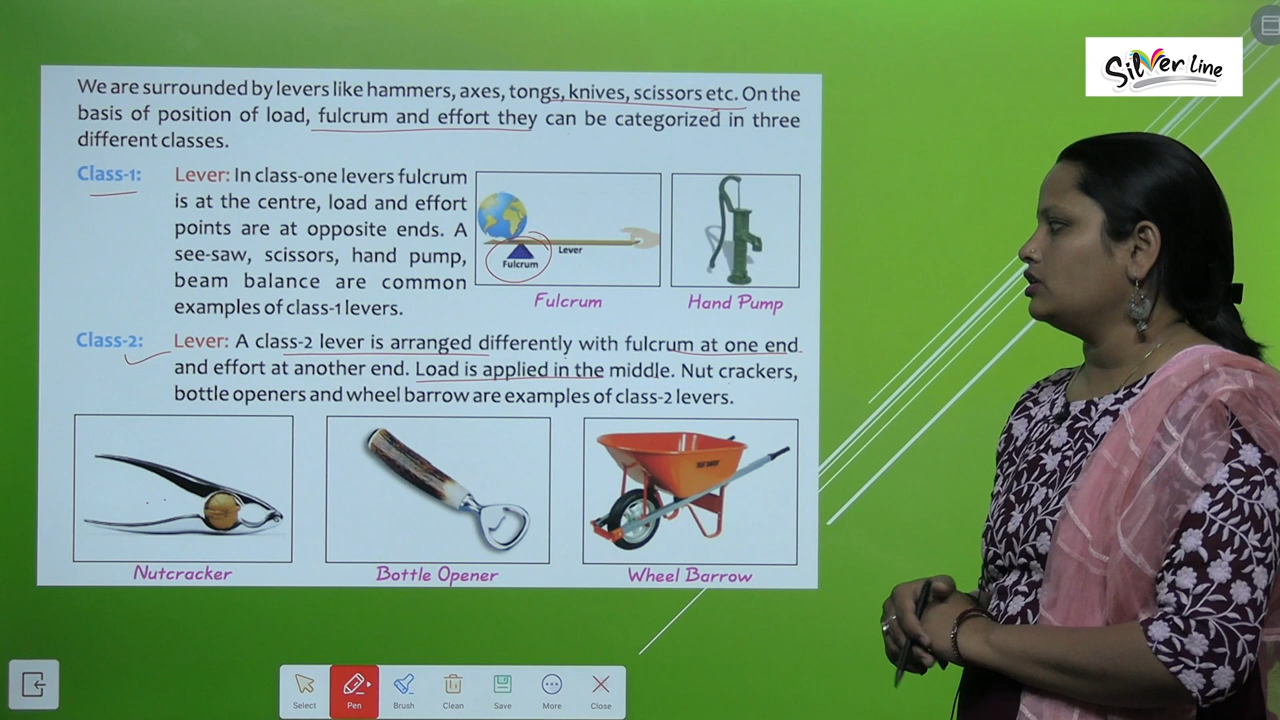 Silver Line
We are surrounded by levers like hammers, axes, tongs, knives, scissors etc. On the
basis of position of load, fulcrum and effort they can be categorized in three
different classes.
Class-1: Lever: In class-one levers fulcrum
is at the centre, load and effort
points are at opposite ends. A
see-saw, scissors, hand pump,
beam balance are common
examples of class-1 levers.
Lever
Fulcrum
Fulcrum
Hand Pump
Class-2: Lever: A class-2 lever is arranged differently with fulcrum at one end
and effort at another end. Load is applied in the middle. Nut crackers,
bottle openers and wheel barrow are examples of class-2 levers.
Nutcracker
Bottle Opener
Wheel Barrow
Select
Pen
Brush
Clean
Save
More
Close